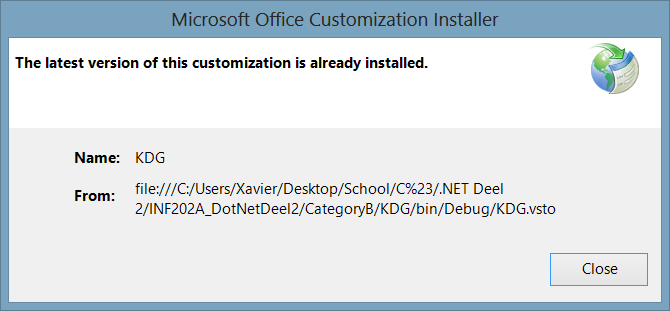 Microsoft Office Customization Installer
The latest version of this customization is already installed.
Name: KDG
From: file:///C:/Users/Xavier/Desktop/School/C%23/.NET Deel
2/INF202A_DotNetDeel2/CategoryB/KDG/bin/Debug/KDG.vsto
Close